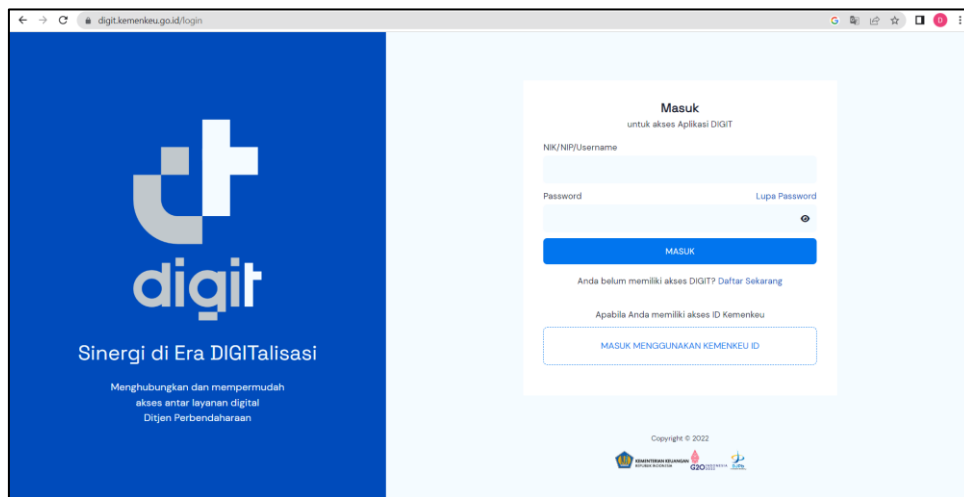 digit.kemenkeu.go.id/login
G
D
digit
Sinergi di Era DIGITalisasi
Menghubungkan dan mempermudah
akses antar layanan digital
Ditjen Perbendaharaan
Masuk
untuk akses Aplikasi DIGIT
NIK/NIP/Username
Password
Lupa Password
MASUK
Anda belum memiliki akses DIGIT? Daftar Sekarang
Apabila Anda memiliki akses ID Kemenkeu
MASUK MENGGUNAKAN KEMENKEU ID
Copyright © 2022
KEMENTERIAN KEUANGAN
REPUBLIK INDONESIA
G20